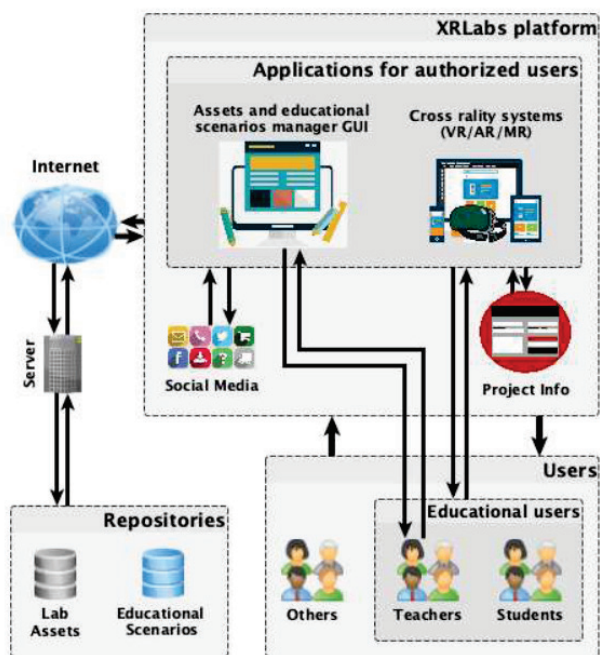 XRLabs platform
Applications for authorized users
Assets and educational
scenarios manager GUI
Cross rality systems
(VR/AR/MR)
Internet
Server
Social Media
Project Info
Users
Educational users
Repositories
Lab
Assets
Educational
Scenarios
Others
Teachers
Students